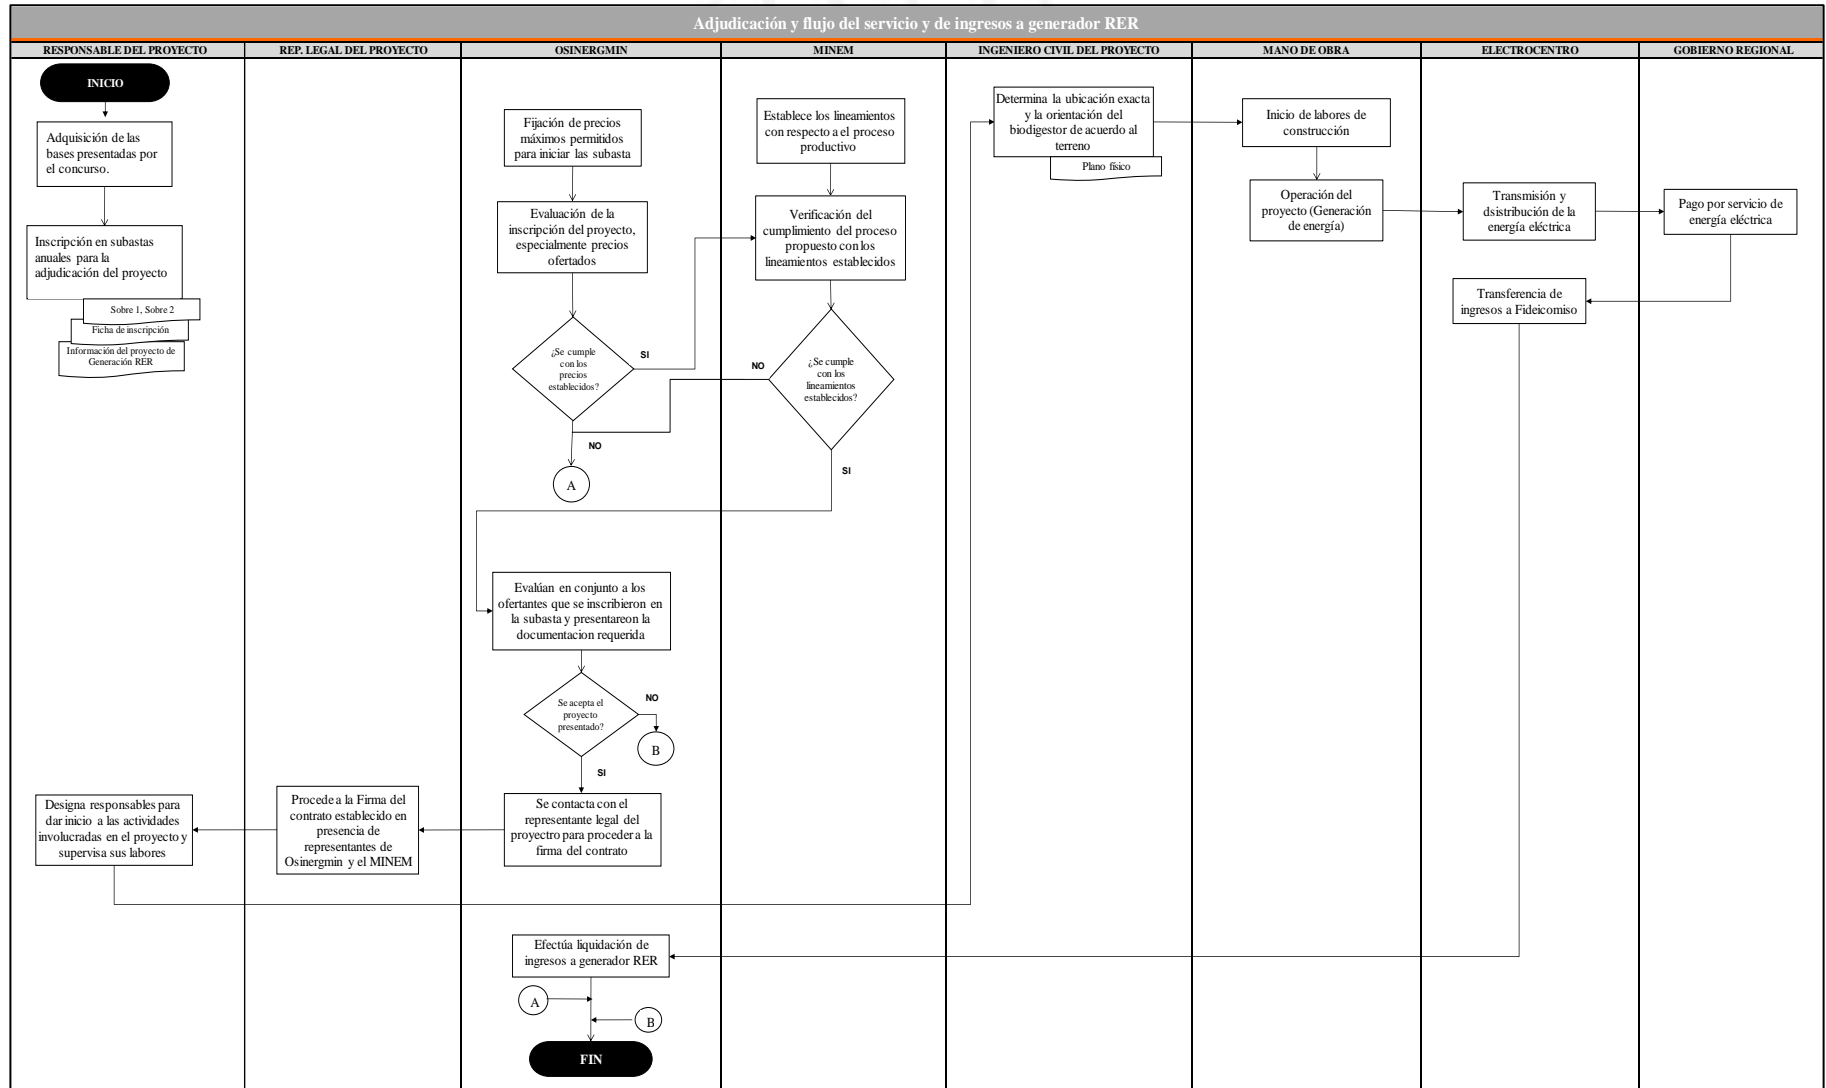 Adjudicación y flujo del servicio y de ingresos a generador RER
RESPONSABLE DEL PROYECTO
REP. LEGAL DEL PROYECTO
OSINERGMIN
MINEM
INGENIERO CIVIL DEL PROYECTO
MANO DE OBRA
ELECTROCENTRO
GOBIERNO REGIONAL
INICIO
Adquisición de las
bases presentadas por
el concurso.
Inscripción en subastas
anuales para la
adjudicación del proyecto
Sobre 1, Sobre 2
Ficha de inscripción
Información del proyecto de
Generación RER
Fijación de precios
máximos permitidos
para iniciar las subasta
Evaluación de la
inscripción del proyecto,
especialmente precios
ofertados
¿Se cumple
con los
precios
establecidos?
SI
NO
A
Establece los lineamientos
con respecto a el proceso
productivo
Verificación del
cumplimiento del proceso
propuesto con los
lineamientos establecidos
¿Se cumple
con los
lineamientos
establecidos?
NO
SI
Determina la ubicación exacta
y la orientación del
biodigestor de acuerdo al
terreno
Plano físico
Inicio de labores de
construcción
Operación del
proyecto (Generación
de energía)
Transmisión y
dsistribución de la
energía eléctrica
Pago por servicio de
energía eléctrica
Transferencia de
ingresos a Fideicomiso
Evalúan en conjunto a los
ofertantes que se inscribieron en
la subasta y presentareon la
documentacion requerida
Se acepta el
proyecto
presentado?
NO
B
SI
Se contacta con el
representante legal del
proyectro para proceder a la
firma del contrato
Procede a la Firma del
contrato establecido en
presencia de
representantes de
Osinergmin y el MINEM
Designa responsables para
dar inicio a las actividades
involucradas en el proyecto y
supervisa sus labores
Efectúa liquidación de
ingresos a generador RER
A
B
FIN